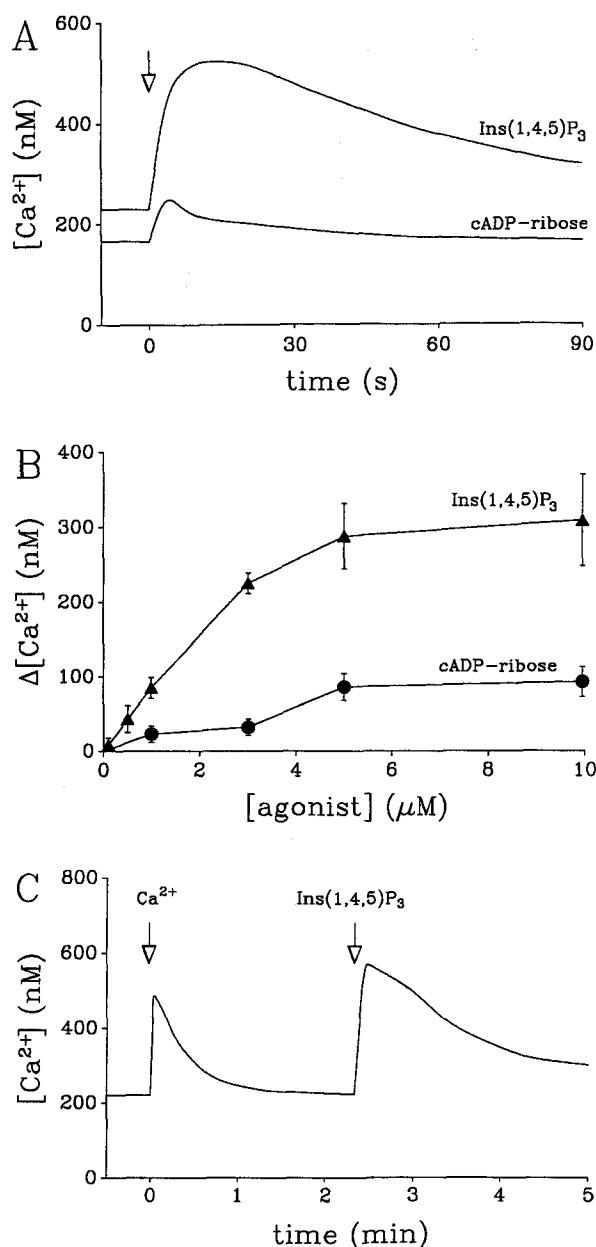 A
600
400
200
0
[Ca²⁺] (nM)
Ins(1,4,5)P₃
cADP-ribose
0 30 60 90
time (s)
B
400
300
200
100
0
Δ[Ca²⁺] (nM)
Ins(1,4,5)P₃
cADP-ribose
0 2 4 6 8 10
[agonist] (μM)
C
800
600
400
200
0
[Ca²⁺] (nM)
Ca²⁺ Ins(1,4,5)P₃
0 1 2 3 4 5
time (min)